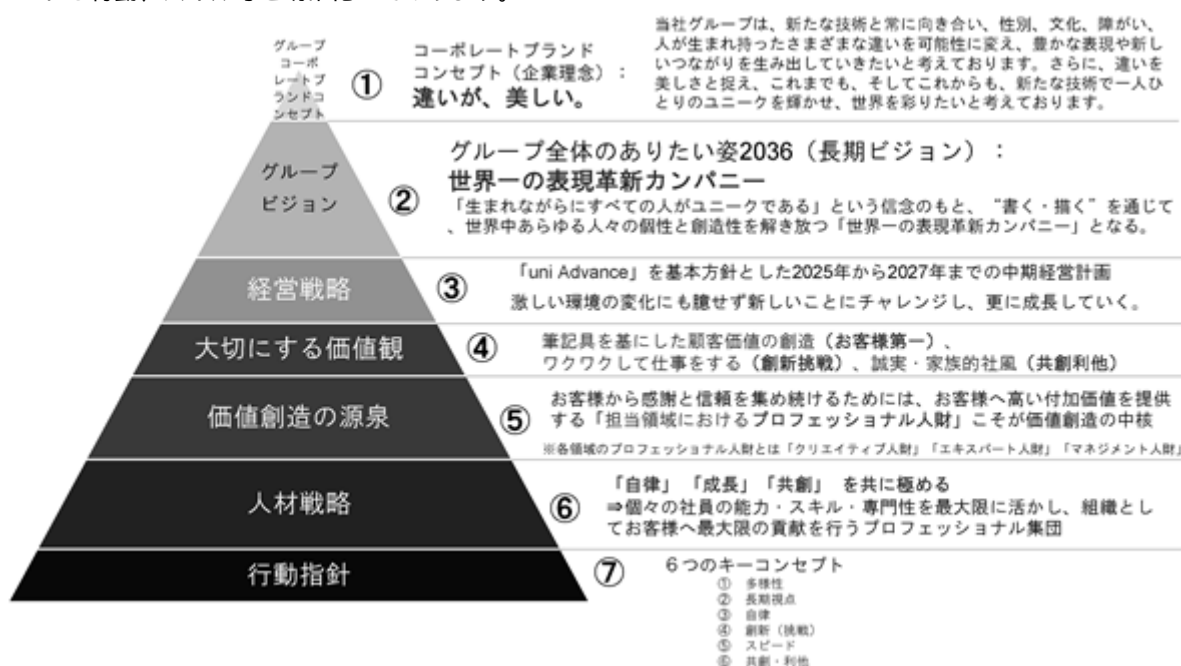 グループ
コーポ
レートブ
ランドコ
ンセプト
①
コーポレートブランド
コンセプト（企業理念）：
違いが、美しい。
当社グループは、新たな技術と常に向き合い、性別、文化、障がい、
人が生まれ持ったさまざまな違いを可能性に変え、豊かな表現や新し
いつながりを生み出していきたいと考えております。さらに、違いを
美しさと捉え、これまでも、そしてこれからも、新たな技術で一人ひ
とりのユニークを輝かせ、世界を彩りたいと考えております。
グループ
ビジョン
②
グループ全体のありたい姿2036（長期ビジョン）：
世界一の表現革新カンパニー
「生まれながらにすべての人がユニークである」という信念のもと、“書く・描く”を通じて
、世界中あらゆる人々の個性と創造性を解き放つ「世界一の表現革新カンパニー」となる。
経営戦略
③
「uni Advance」を基本方針とした2025年から2027年までの中期経営計画
激しい環境の変化にも臆せず新しいことにチャレンジし、更に成長していく。
大切にする価値観
④
筆記具を基にした顧客価値の創造（お客様第一）、
ワクワクして仕事をする（創新挑戦）、誠実・家族的社風（共創利他）
価値創造の源泉
⑤
お客様から感謝と信頼を集め続けるためには、お客様へ高い付加価値を提供
する「担当領域におけるプロフェッショナル人財」こそが価値創造の中核
※各領域のプロフェッショナル人財とは「クリエイティブ人財」「エキスパート人財」「マネジメント人財」
人材戦略
⑥
「自律」「成長」「共創」 を共に極める
⇒個々の社員の能力・スキル・専門性を最大限に活かし、組織とし
てお客様へ最大限の貢献を行うプロフェッショナル集団
行動指針
⑦
６つのキーコンセプト
① 多様性
② 長期視点
③ 自律
④ 創新（挑戦）
⑤ スピード
⑥ 共創・利他